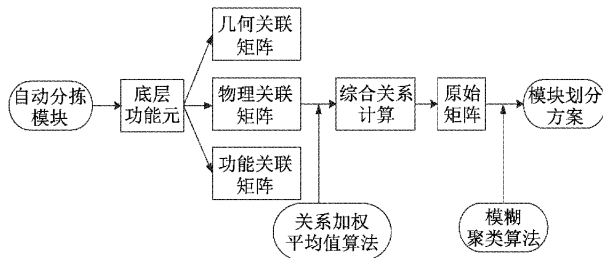 几何关联
矩阵
自动分拣
模块
底层
功能元
物理关联
矩阵
综合关系
计算
原始
矩阵
模块划分
方案
功能关联
矩阵
关系加权
平均值算法
模糊
聚类算法